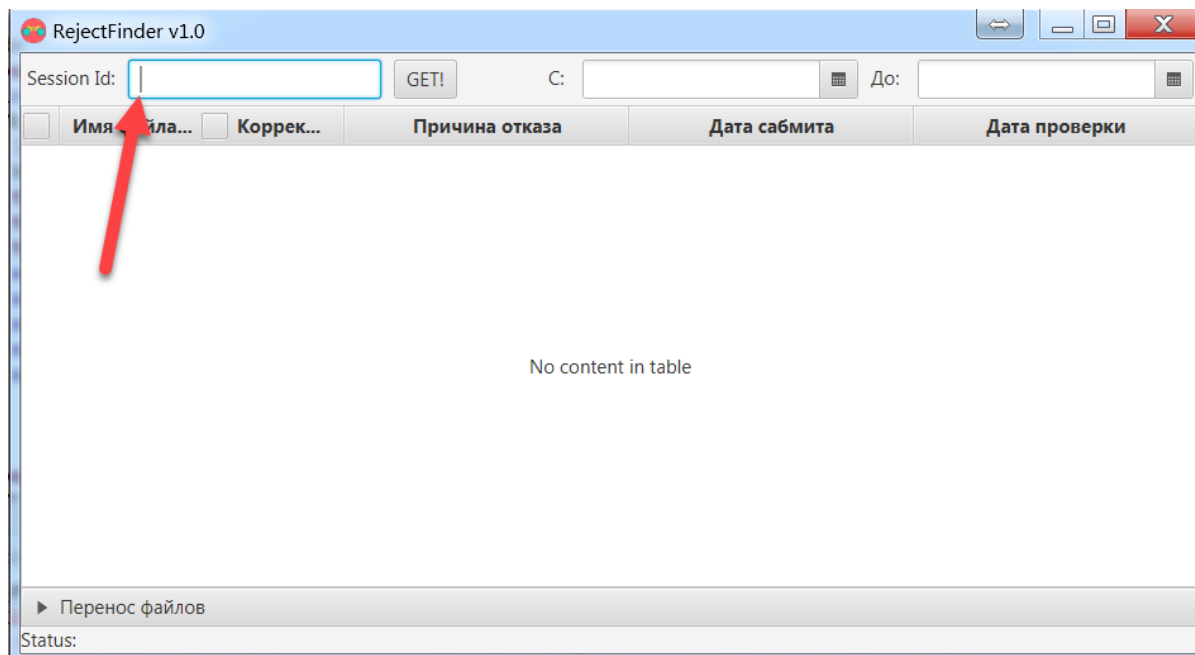 RejectFinder v1.0
Session Id: GET! С: До:
Имя Коррек... Причина отказа Дата сабмита Дата проверки
No content in table
Перенос файлов
Status: